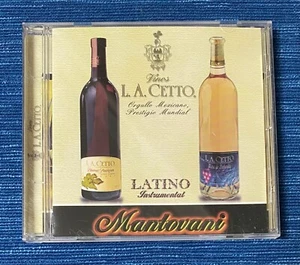 Vinos
L.A. CETTO,
Orgullo Mexicano,
Prestigio Mundial
L.A. CETTO
L.A. CETTO
L.A. CETTO
LATINO
Instrumental
Mantovani